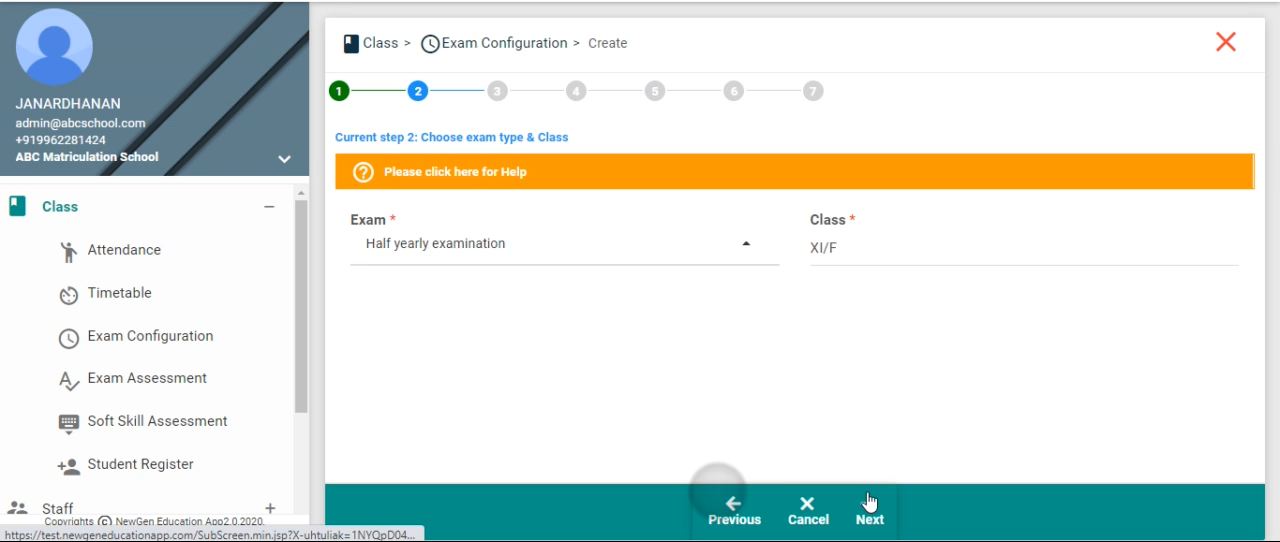 JANARDHANAN
admin@abcschool.com
+919962281424
ABC Matriculation School
Class
Attendance
Timetable
Exam Configuration
Exam Assessment
Soft Skill Assessment
Student Register
Staff
Copyrights © NewGen Education App2.0.2020.
https://test.newgeneducationapp.com/SubScreen.min.jsp?X-uhtuliak=1NYQpD04...
Class > Exam Configuration > Create
1 2 3 4 5 6 7
Current step 2: Choose exam type & Class
? Please click here for Help
Exam * Class *
Half yearly examination XI/F
Previous Cancel Next